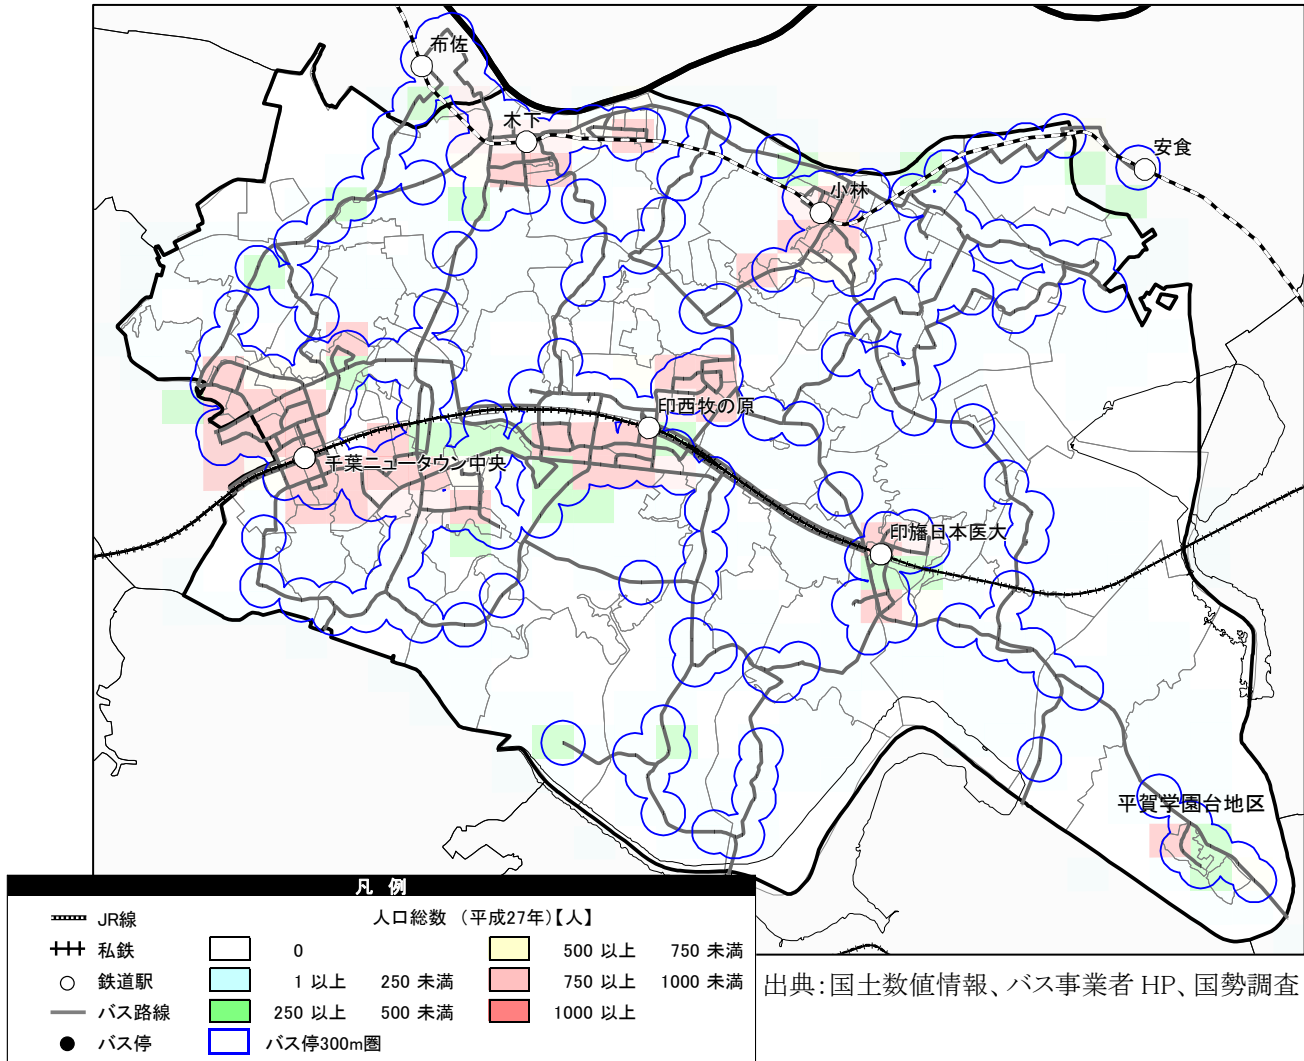 布佐
木下
安食
小林
印西牧の原
千葉ニュータウン中央
印旛日本医大
平賀学園台地区
凡 例
JR線
人口総数 (平成27年)【人】
私鉄
0
500 以上 750 未満
鉄道駅
1 以上 250 未満
750 以上 1000 未満
バス路線
250 以上 500 未満
1000 以上
バス停
バス停300m圏
出典:国土数値情報、バス事業者 HP、国勢調査